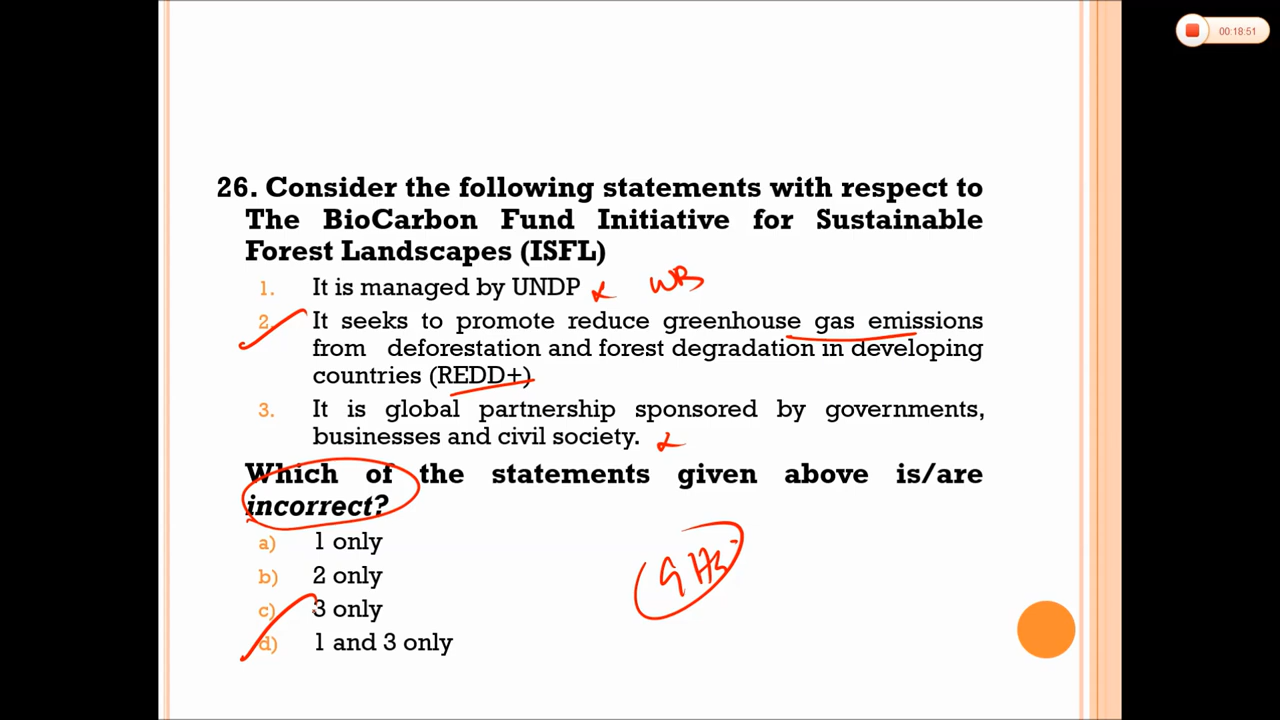 00:18:51
26. Consider the following statements with respect to
The BioCarbon Fund Initiative for Sustainable
Forest Landscapes (ISFL)
1. It is managed by UNDP x WB
2. It seeks to promote reduce greenhouse gas emissions
from deforestation and forest degradation in developing
countries (REDD+)
3. It is global partnership sponsored by governments,
businesses and civil society. x
Which of the statements given above is/are
incorrect?
a) 1 only
b) 2 only
c) 3 only
d) 1 and 3 only